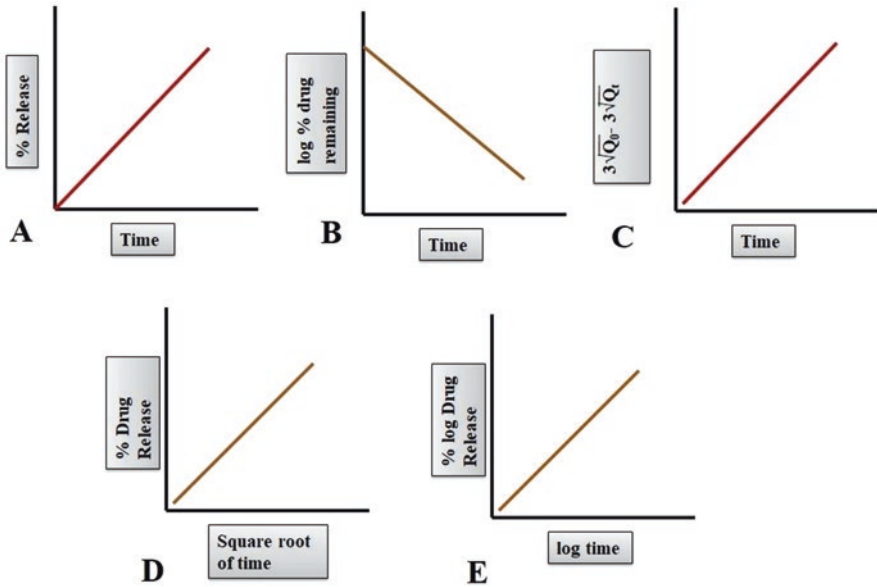 % Release
Time
A
log % drug
remaining
Time
B
3√Q₀- 3√Qₜ
Time
C
% Drug
Release
Square root
of time
D
% log Drug
Release
log time
E